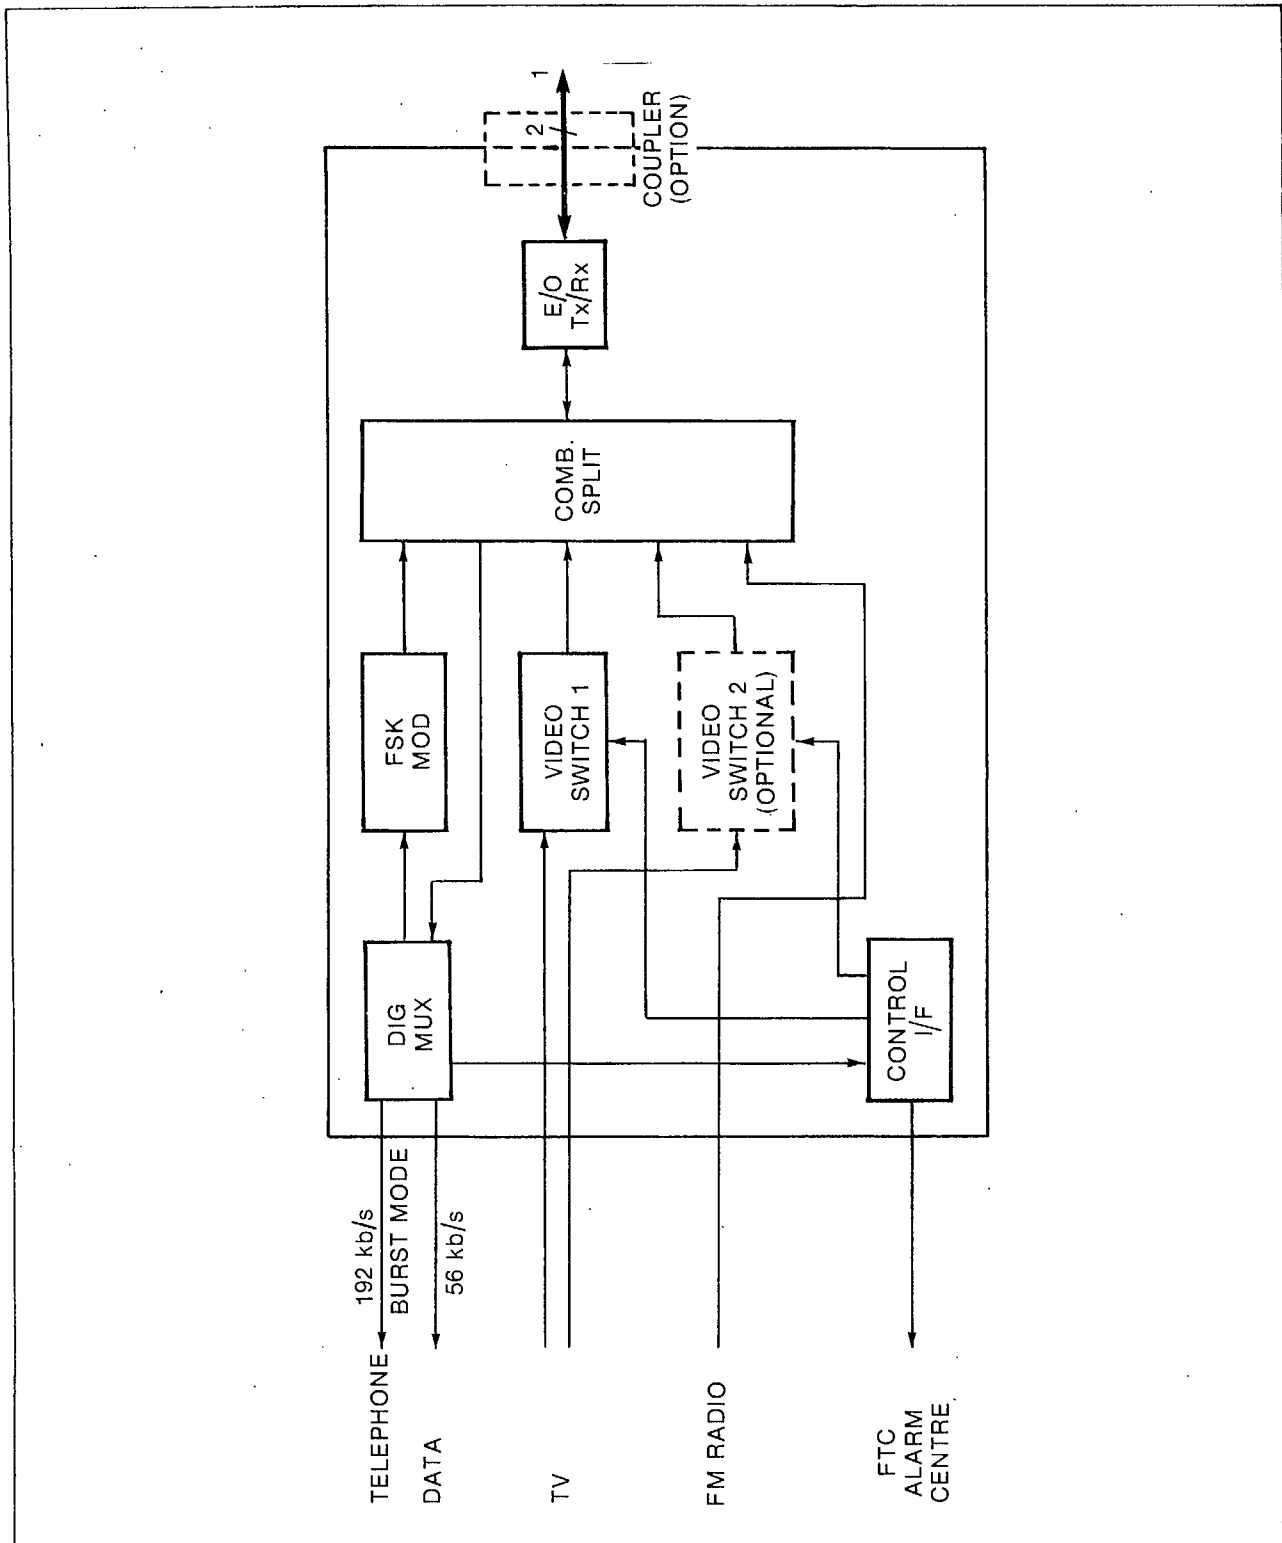 TELEPHONE
192 kb/s
BURST MODE
DATA
56 kb/s
TV
FM RADIO
FTC
ALARM
CENTRE
DIG
MUX
CONTROL
I/F
FSK
MOD
VIDEO
SWITCH 1
VIDEO
SWITCH 2
(OPTIONAL)
COMB.
SPLIT
E/O
Tx/Rx
2
1
COUPLER
(OPTION)